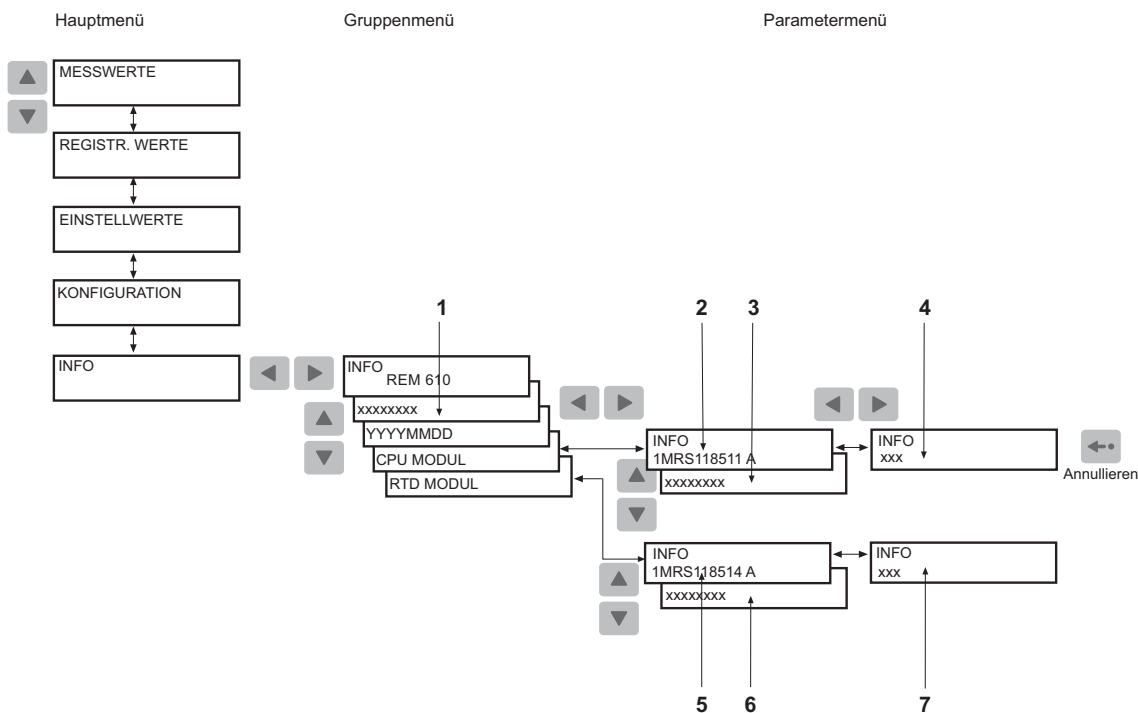 Hauptmenü
Gruppenmenü
Parametermenü
MESSWERTE
REGISTR. WERTE
EINSTELLWERTE
KONFIGURATION
INFO
1
2
3
4
INFO
REM 610
xxxxxxxx
YYYYMMDD
CPU MODUL
RTD MODUL
INFO
1MRS118511 A
xxxxxxxx
INFO
xxx
Annullieren
INFO
1MRS118514 A
xxxxxxxx
INFO
xxx
5
6
7